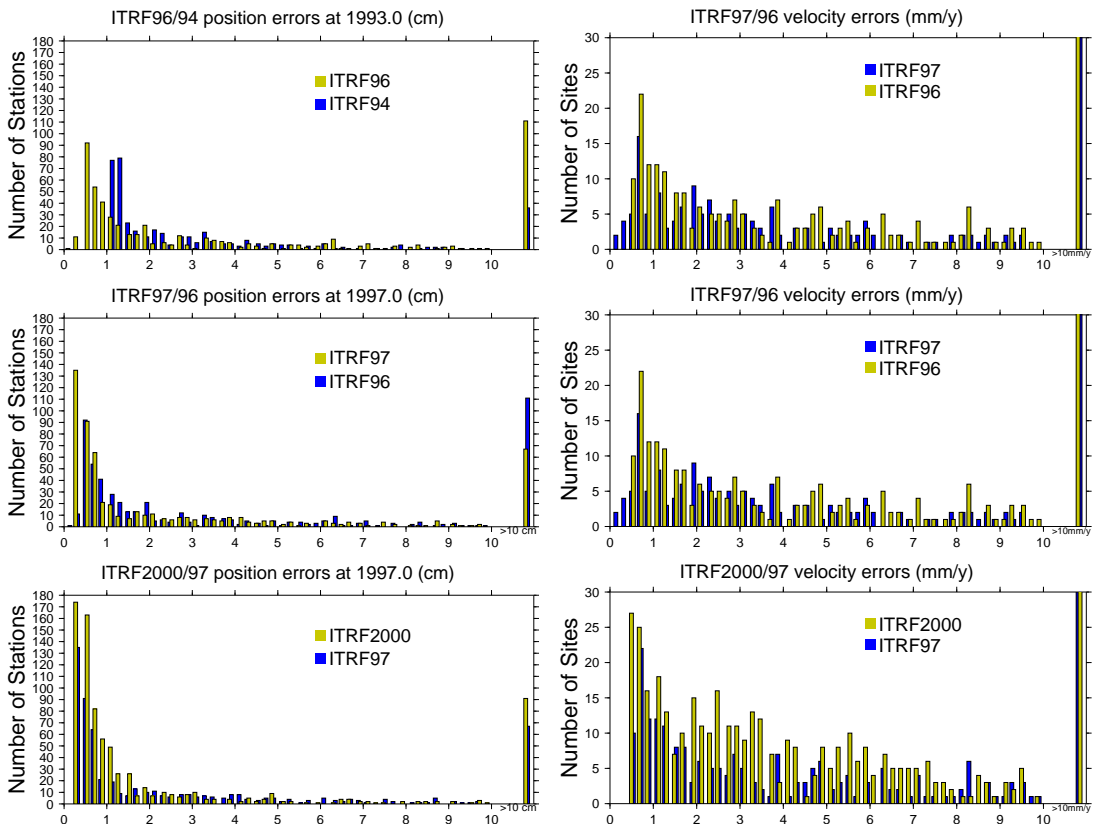 ITRF96/94 position errors at 1993.0 (cm)
Number of Stations
180
170
160
150
140
130
120
110
100
90
80
70
60
50
40
30
20
10
0
ITRF96
ITRF94
0 1 2 3 4 5 6 7 8 9 10
ITRF97/96 velocity errors (mm/y)
Number of Sites
30
25
20
15
10
5
0
ITRF97
ITRF96
0 1 2 3 4 5 6 7 8 9 10 >10mm/y
ITRF97/96 position errors at 1997.0 (cm)
Number of Stations
180
170
160
150
140
130
120
110
100
90
80
70
60
50
40
30
20
10
0
ITRF97
ITRF96
>10 cm
0 1 2 3 4 5 6 7 8 9 10
ITRF97/96 velocity errors (mm/y)
Number of Sites
30
25
20
15
10
5
0
ITRF97
ITRF96
0 1 2 3 4 5 6 7 8 9 10 >10mm/y
ITRF2000/97 position errors at 1997.0 (cm)
Number of Stations
180
170
160
150
140
130
120
110
100
90
80
70
60
50
40
30
20
10
0
ITRF2000
ITRF97
>10 cm
0 1 2 3 4 5 6 7 8 9 10
ITRF2000/97 velocity errors (mm/y)
Number of Sites
30
25
20
15
10
5
0
ITRF2000
ITRF97
0 1 2 3 4 5 6 7 8 9 10 >10mm/y